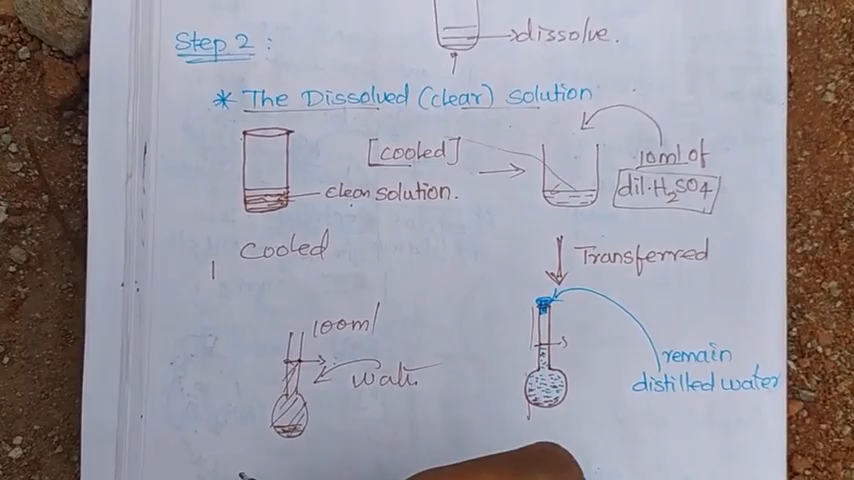 dissolve.
Step 2 :
* The Dissolved (clear) solution
[cooled]
10ml of
dil. H2SO4
clean solution.
Cooled
Transferred
100ml
water
remain
distilled water